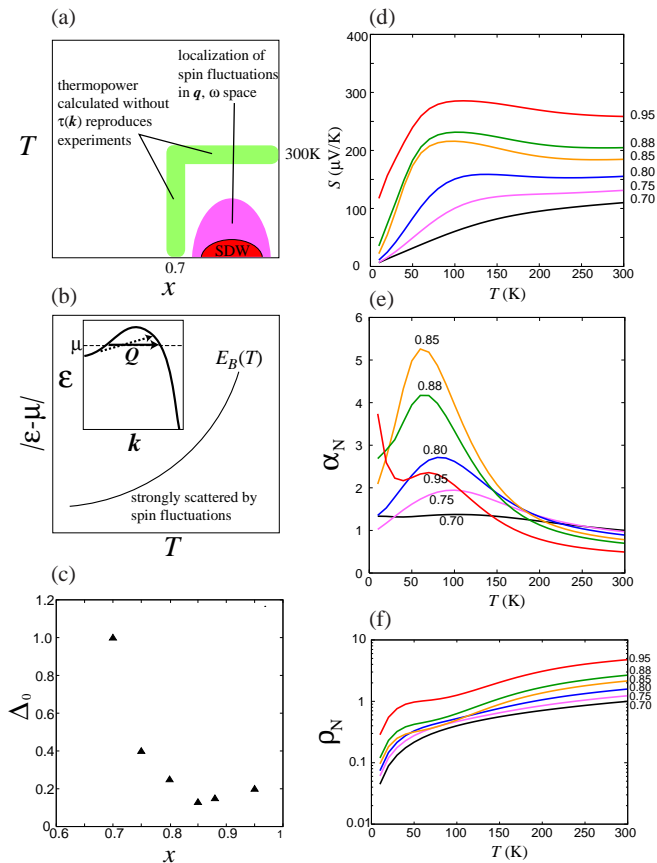 (a)
T
thermopower
calculated without
τ(k) reproduces
experiments
localization of
spin fluctuations
in q, ω space
300K
SDW
0.7
x
(b)
/ε-μ/
μ
ε
Q
k
E_B(T)
strongly scattered by
spin fluctuations
T
(c)
Δ₀
1.2
1.0
0.8
0.6
0.4
0.2
0
0.6
0.7
0.8
0.9
1
x
(d)
S (μV/K)
400
300
200
100
0
0
50
100
150
200
250
300
T (K)
0.95
0.88
0.85
0.80
0.75
0.70
(e)
α_N
6
5
4
3
2
1
0
0.85
0.88
0.80
0.95
0.75
0.70
0
50
100
150
200
250
300
T (K)
(f)
ρ_N
10
1
0.1
0.01
0.95
0.88
0.85
0.80
0.75
0.70
0
50
100
150
200
250
300
T (K)